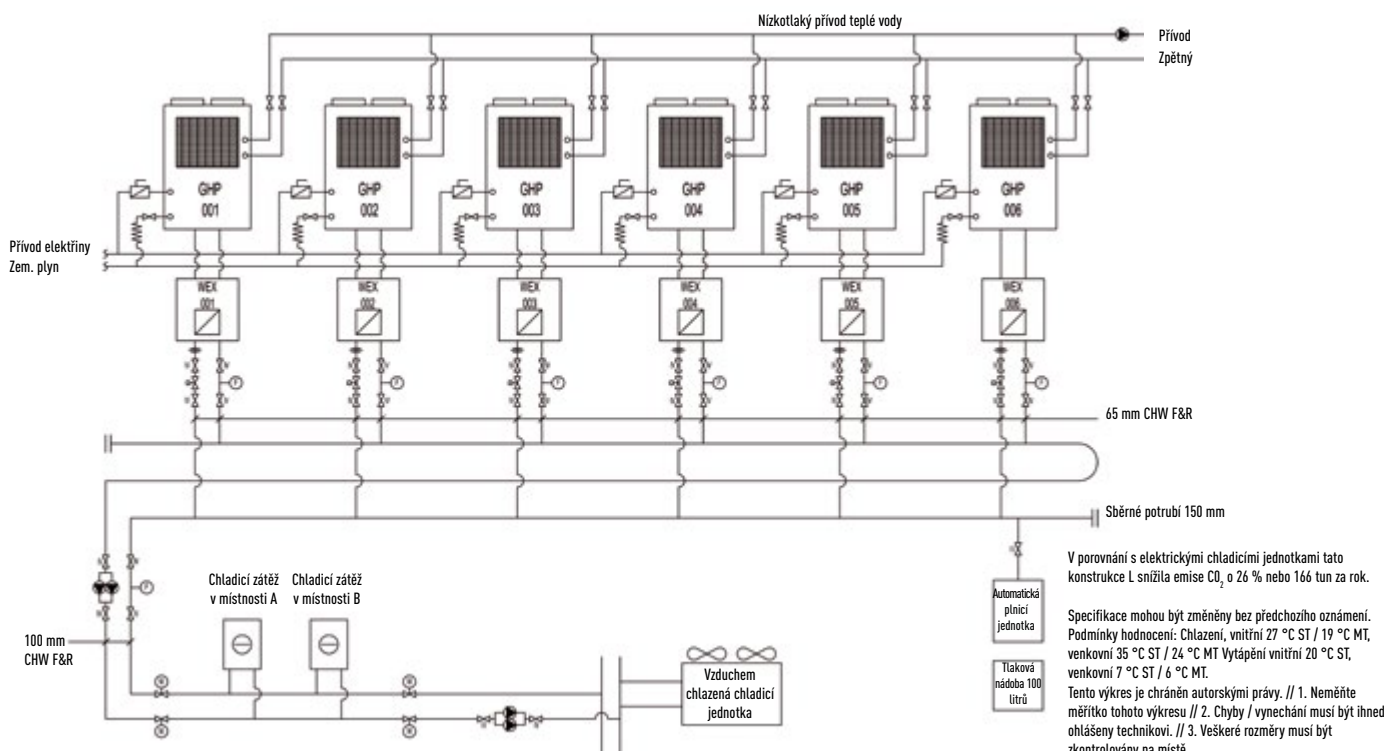 Nízkotlaký přívod teplé vody
Přívod
Zpětný
GHP
001
GHP
002
GHP
003
GHP
004
GHP
005
GHP
006
Přívod elektřiny
Zem. plyn
WEX
001
WEX
002
WEX
003
WEX
004
WEX
005
WEX
006
P
P
P
P
P
P
65 mm CHW F&R
Sběrné potrubí 150 mm
P
Chladicí zátěž
v místnosti A
Chladicí zátěž
v místnosti B
100 mm
CHW F&R
Vzduchem
chlazená chladicí
jednotka
Automatická
plnicí
jednotka
Tlaková
nádoba 100
litrů
V porovnání s elektrickými chladicími jednotkami tato
konstrukce L snížila emise CO₂ o 26 % nebo 166 tun za rok.
Specifikace mohou být změněny bez předchozího oznámení.
Podmínky hodnocení: Chlazení, vnitřní 27 °C ST / 19 °C MT,
venkovní 35 °C ST / 24 °C MT Vytápění vnitřní 20 °C ST,
venkovní 7 °C ST / 6 °C MT.
Tento výkres je chráněn autorskými právy. // 1. Neměňte
měřítko tohoto výkresu // 2. Chyby / vynechání musí být ihned
ohlášeny technikovi. // 3. Veškeré rozměry musí být
zkontrolovány na místě